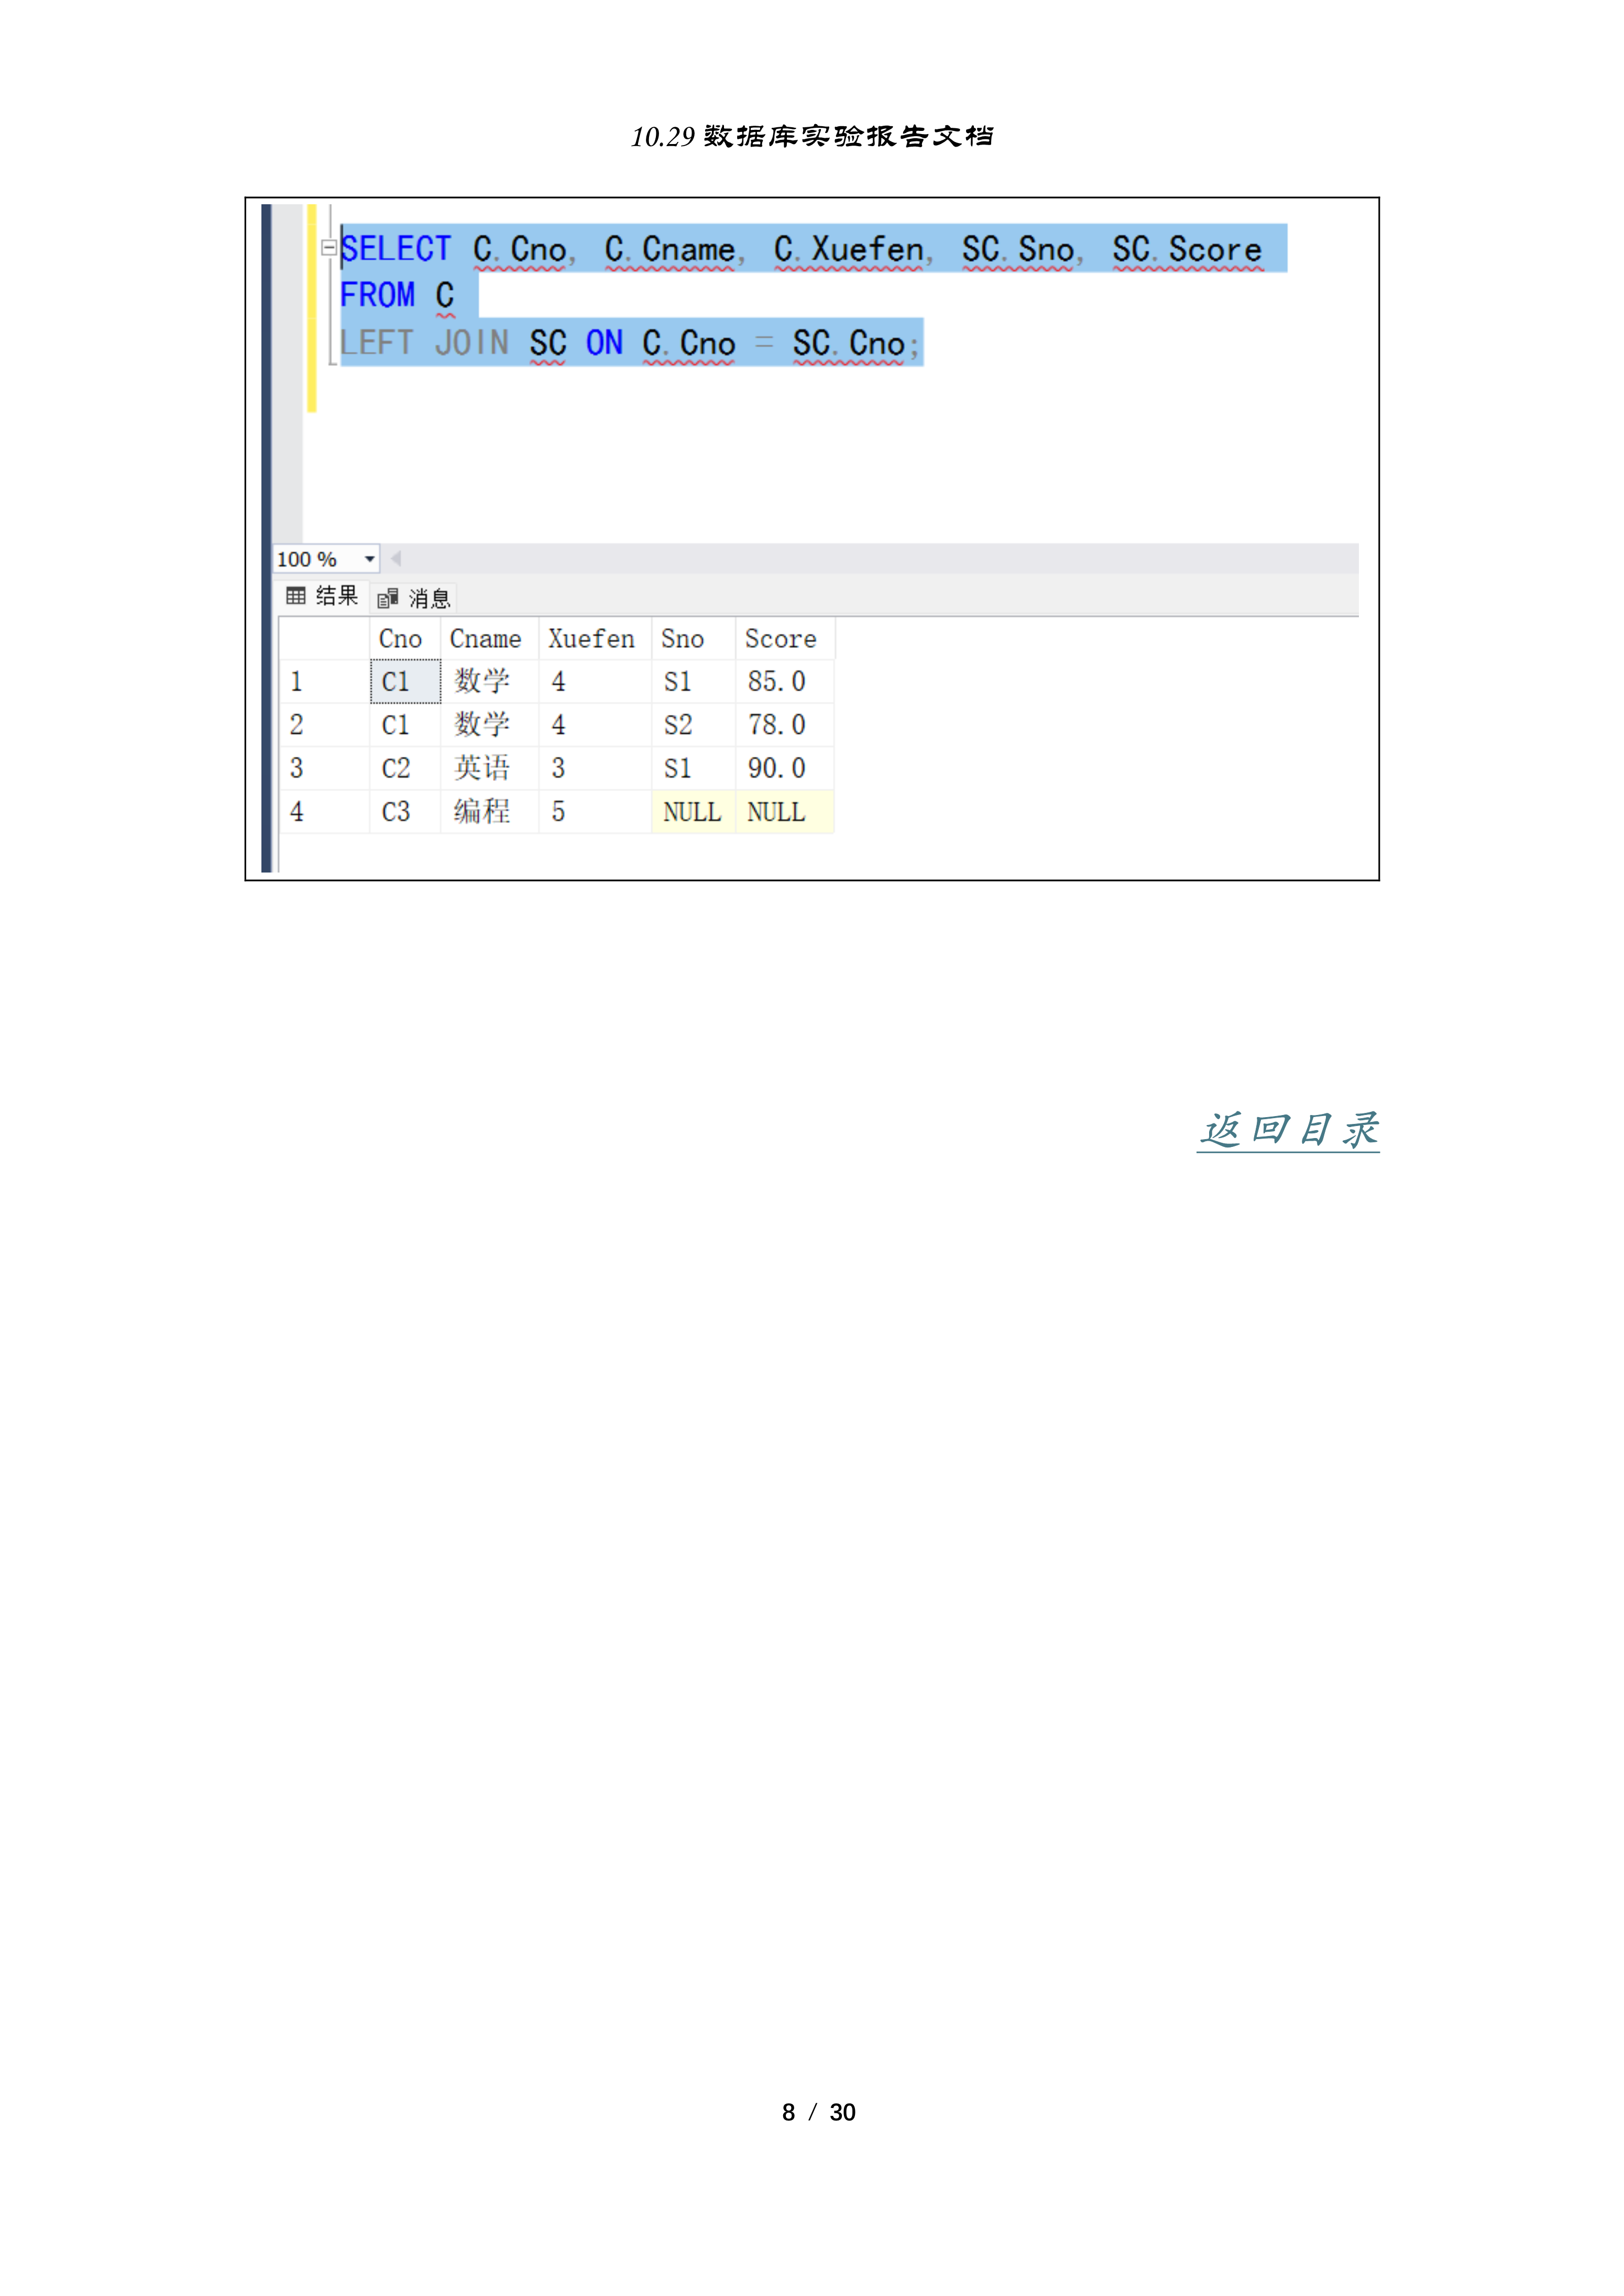 10.29 数据库实验报告文档
SELECT C.Cno, C.Cname, C.Xuefen, SC.Sno, SC.Score
FROM C
LEFT JOIN SC ON C.Cno = SC.Cno;
100 %
结果 消息
Cno Cname Xuefen Sno Score
1 C1 数学 4 S1 85.0
2 C1 数学 4 S2 78.0
3 C2 英语 3 S1 90.0
4 C3 编程 5 NULL NULL
返回目录
8 / 30